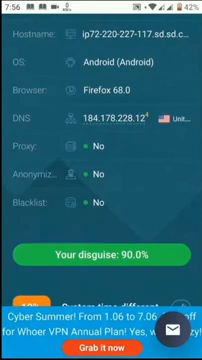 7:56
42%
Hostname: ip72-220-227-117.sd.sd.c...
OS: Android (Android)
Browser: Firefox 68.0
DNS 184.178.228.12 4 Unit...
Proxy: No
Anonymiz... No
Blacklist: No
Your disguise: 90.0%
10% System time different
Cyber Summer! From 1.06 to 7.06
for Whoer VPN Annual Plan! Yes,
Grab it now